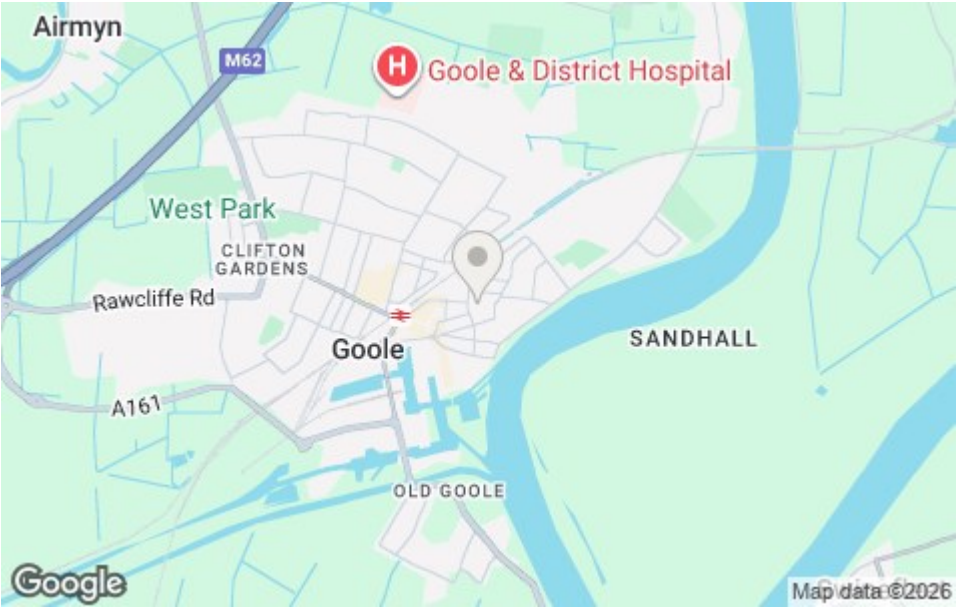 Airmyn
M62
H
Goole & District Hospital
West Park
CLIFTON
GARDENS
Rawcliffe Rd
SANDHALL
Goole
A161
OLD GOOLE
Google
Map data ©2026